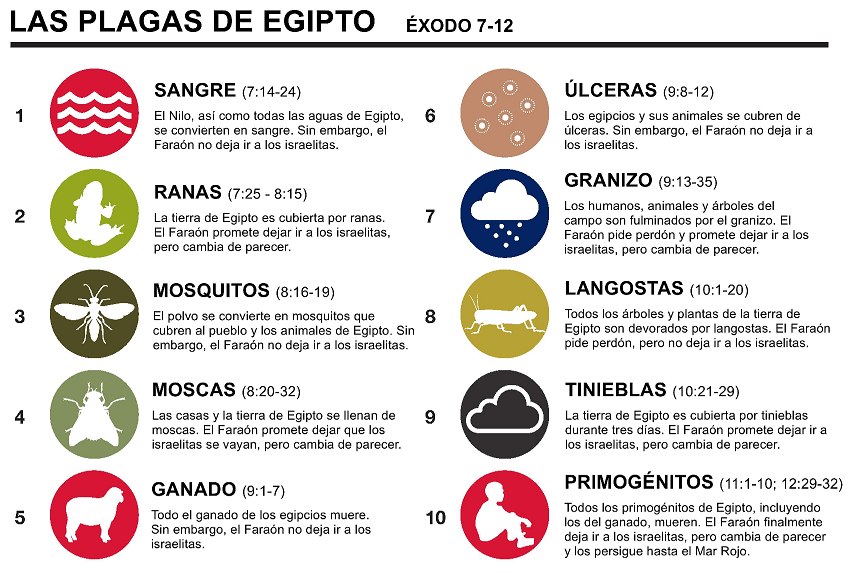 LAS PLAGAS DE EGIPTO ÉXODO 7-12
1
SANGRE (7:14-24)
El Nilo, así como todas las aguas de Egipto,
se convierten en sangre. Sin embargo, el
Faraón no deja ir a los israelitas.
2
RANAS (7:25 - 8:15)
La tierra de Egipto es cubierta por ranas.
El Faraón promete dejar ir a los israelitas,
pero cambia de parecer.
3
MOSQUITOS (8:16-19)
El polvo se convierte en mosquitos que
cubren al pueblo y los animales de Egipto. Sin
embargo, el Faraón no deja ir a los israelitas.
4
MOSCAS (8:20-32)
Las casas y la tierra de Egipto se llenan de
moscas. El Faraón promete dejar que los
israelitas se vayan, pero cambia de parecer.
5
GANADO (9:1-7)
Todo el ganado de los egipcios muere.
Sin embargo, el Faraón no deja ir a los
israelitas.
6
ÚLCERAS (9:8-12)
Los egipcios y sus animales se cubren de
úlceras. Sin embargo, el Faraón no deja ir a
los israelitas.
7
GRANIZO (9:13-35)
Los humanos, animales y árboles del
campo son fulminados por el granizo. El
Faraón pide perdón y promete dejar ir a los
israelitas, pero cambia de parecer.
8
LANGOSTAS (10:1-20)
Todos los árboles y plantas de la tierra de
Egipto son devorados por langostas. El Faraón
pide perdón, pero no deja ir a los israelitas.
9
TINIEBLAS (10:21-29)
La tierra de Egipto es cubierta por tinieblas
durante tres días. El Faraón promete dejar ir a
los israelitas, pero cambia de parecer.
10
PRIMOGÉNITOS (11:1-10; 12:29-32)
Todos los primogénitos de Egipto, incluyendo
los del ganado, mueren. El Faraón finalmente
deja ir a los israelitas, pero cambia de parecer
y los persigue hasta el Mar Rojo.